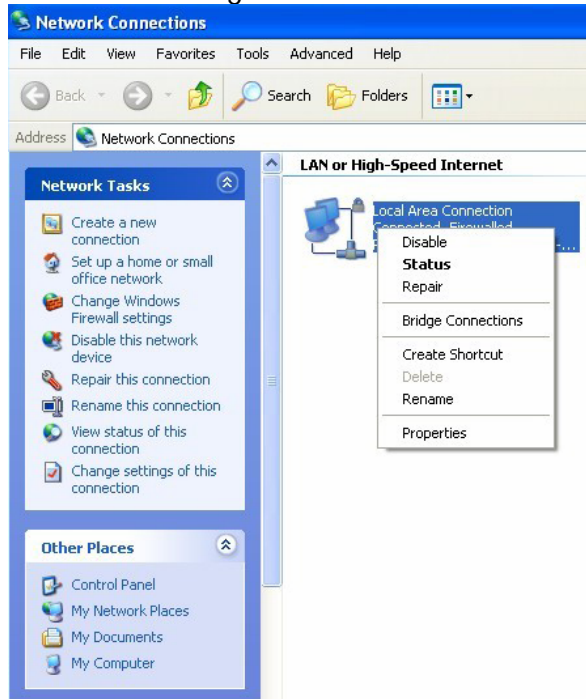 Network Connections
File Edit View Favorites Tools Advanced Help
Back Search Folders
Address Network Connections
Network Tasks
Create a new
connection
Set up a home or small
office network
Change Windows
Firewall settings
Disable this network
device
Repair this connection
Rename this connection
View status of this
connection
Change settings of this
connection
Other Places
Control Panel
My Network Places
My Documents
My Computer
LAN or High-Speed Internet
Local Area Connection
Connected, Firewalled
Disable
Status
Repair
Bridge Connections
Create Shortcut
Delete
Rename
Properties